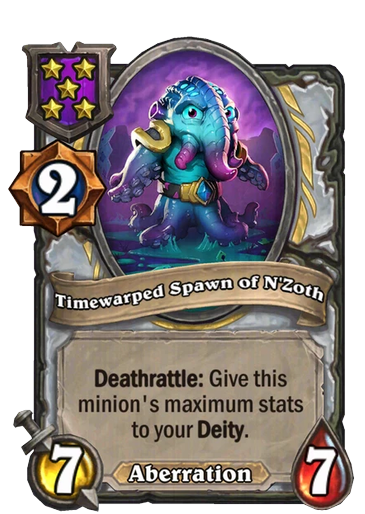 2
Timewarped Spawn of N'Zoth
Deathrattle: Give this
minion's maximum stats
to your Deity.
7
Aberration
7